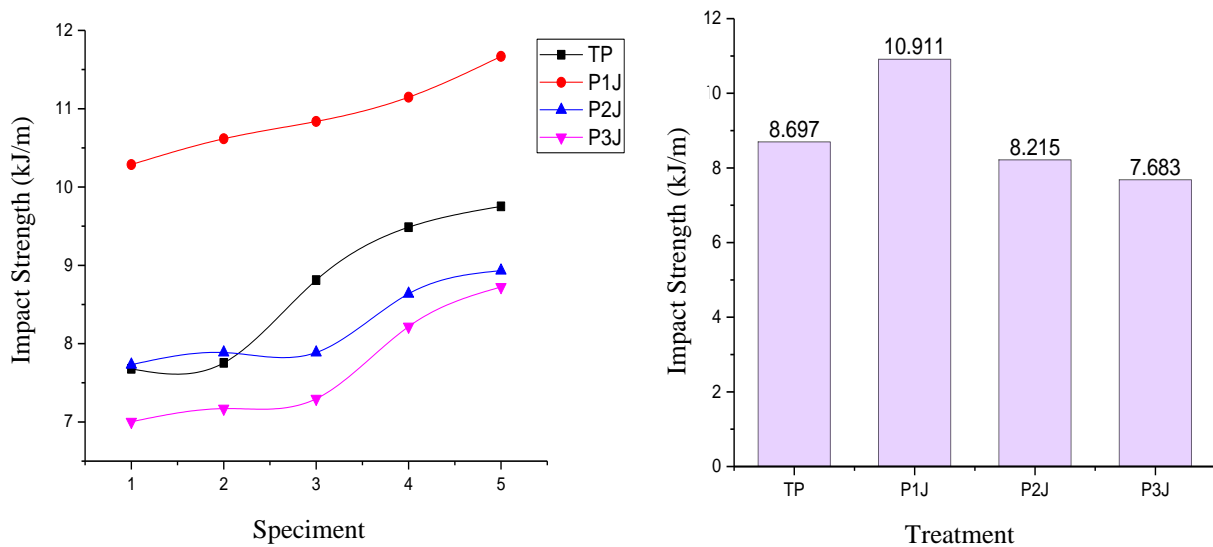 Impact Strength (kJ/m)
12
11
10
9
8
7
1 2 3 4 5
Speciment
TP
P1J
P2J
P3J
Impact Strength (kJ/m)
12
10
8
6
4
2
0
8.697
10.911
8.215
7.683
TP P1J P2J P3J
Treatment